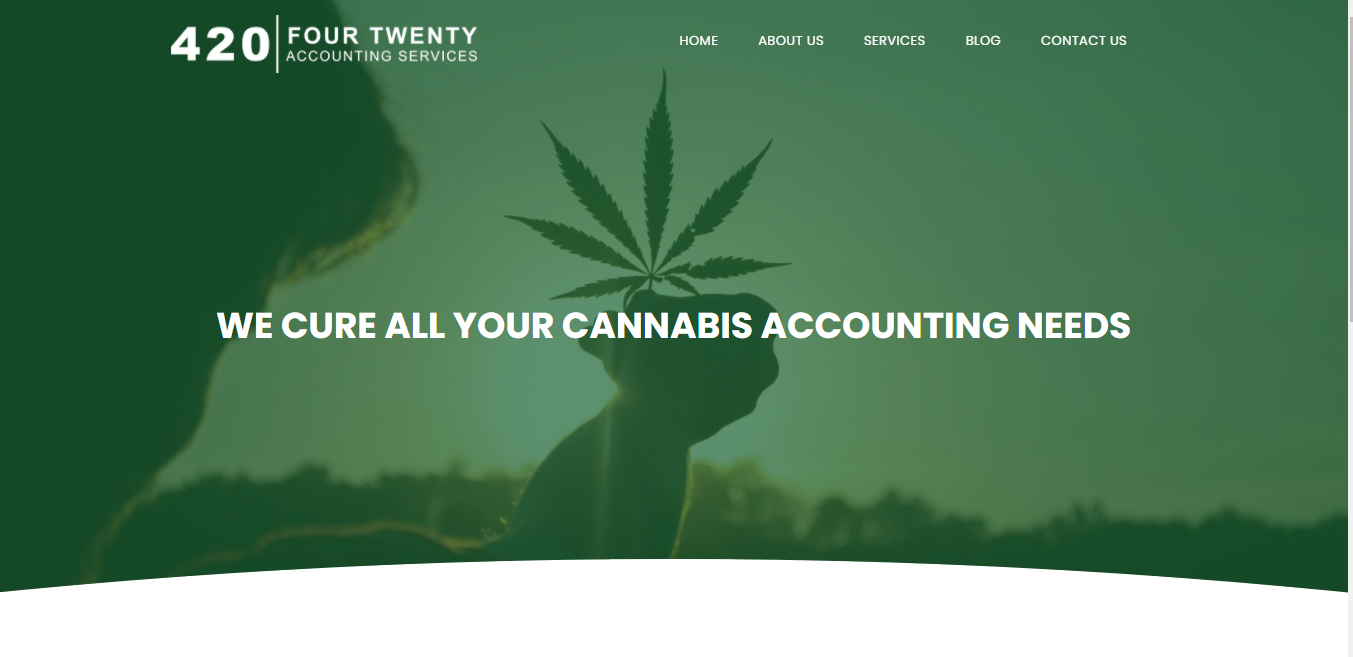 420 FOUR TWENTY
ACCOUNTING SERVICES
HOME ABOUT US SERVICES BLOG CONTACT US
WE CURE ALL YOUR CANNABIS ACCOUNTING NEEDS